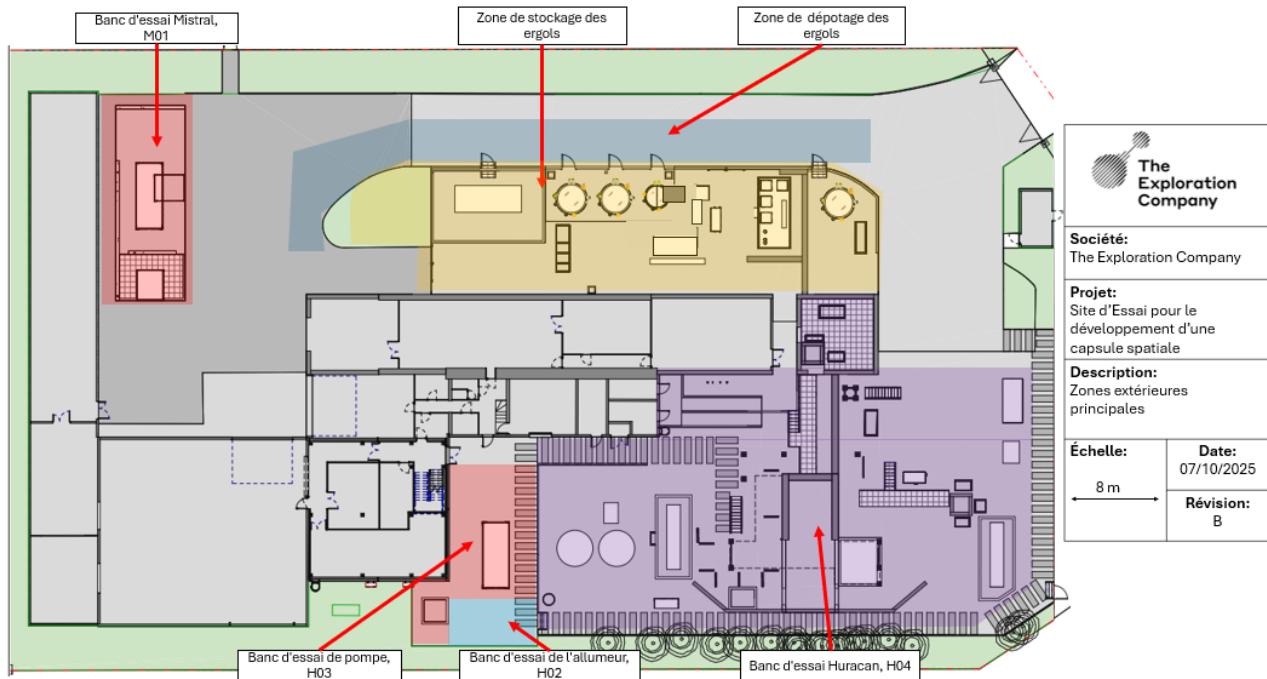 Banc d'essai Mistral,
M01
Zone de stockage des
ergols
Zone de dépotage des
ergols
The
Exploration
Company
Société:
The Exploration Company
Projet:
Site d'Essai pour le
développement d'une
capsule spatiale
Description:
Zones extérieures
principales
Échelle:
8 m
Date:
07/10/2025
Révision:
B
Banc d'essai de pompe,
H03
Banc d'essai de l'allumeur,
H02
Banc d'essai Huracan, H04